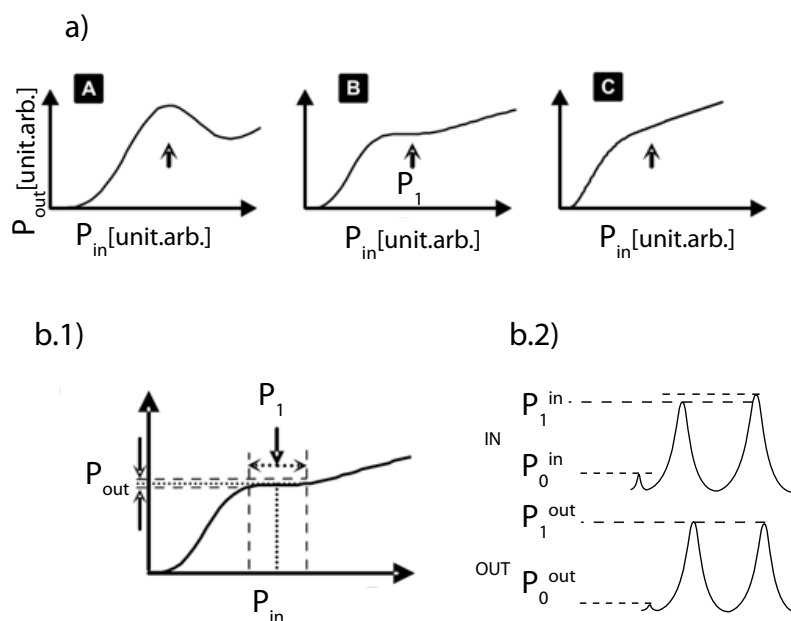 a)
A B C
P_out[unit.arb.]
P_1
P_in[unit.arb.] P_in[unit.arb.] P_in[unit.arb.]
b.1) b.2)
P_1
P_out
P_in
P_1^in
IN
P_0^in
P_1^out
OUT
P_0^out